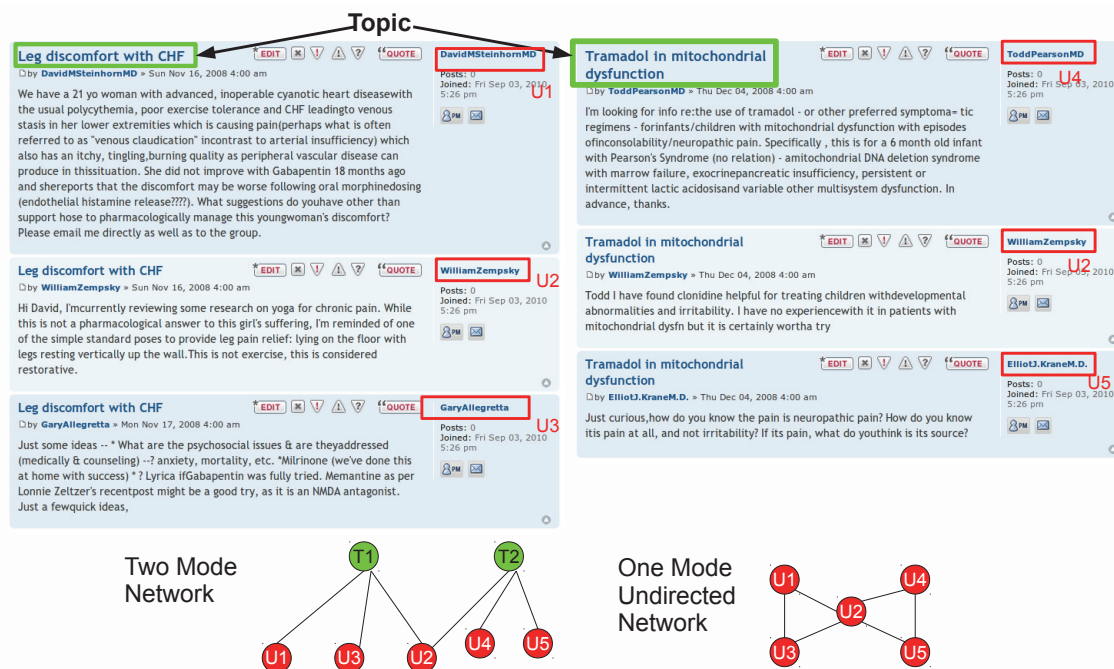 Topic
Leg discomfort with CHF
*EDIT
"QUOTE
DavidMSteinhornMD
by DavidMSteinhornMD » Sun Nov 16, 2008 4:00 am
Posts: 0
Joined: Fri Sep 03, 2010
5:26 pm
U1
PM
We have a 21 yo woman with advanced, inoperable cyanotic heart diseasewith
the usual polycythemia, poor exercise tolerance and CHF leadingto venous
stasis in her lower extremities which is causing pain(perhaps what is often
referred to as "venous claudication" incontrast to arterial insufficiency) which
also has an itchy, tingling,burning quality as peripheral vascular disease can
produce in thissituation. She did not improve with Gabapentin 18 months ago
and shereports that the discomfort may be worse following oral morphinedosing
(endothelial histamine release????). What suggestions do youhave other than
support hose to pharmacologically manage this youngwoman's discomfort?
Please email me directly as well as to the group.
Leg discomfort with CHF
*EDIT
"QUOTE
WilliamZempsky
U2
by WilliamZempsky » Sun Nov 16, 2008 4:00 am
Posts: 0
Joined: Fri Sep 03, 2010
5:26 pm
PM
Hi David, I'mcurrently reviewing some research on yoga for chronic pain. While
this is not a pharmacological answer to this girl's suffering, I'm reminded of one
of the simple standard poses to provide leg pain relief: lying on the floor with
legs resting vertically up the wall.This is not exercise, this is considered
restorative.
Leg discomfort with CHF
*EDIT
"QUOTE
GaryAllegretta
U3
by GaryAllegretta » Mon Nov 17, 2008 4:00 am
Posts: 0
Joined: Fri Sep 03, 2010
5:26 pm
PM
Just some ideas -- * What are the psychosocial issues & are theyaddressed
(medically & counseling) --? anxiety, mortality, etc. *Milrinone (we've done this
at home with success) * ? Lyrica ifGabapentin was fully tried. Memantine as per
Lonnie Zeltzer's recentpost might be a good try, as it is an NMDA antagonist.
Just a fewquick ideas,
Tramadol in mitochondrial
dysfunction
*EDIT
"QUOTE
ToddPearsonMD
U4
by ToddPearsonMD » Thu Dec 04, 2008 4:00 am
Posts: 0
Joined: Fri Sep 03, 2010
5:26 pm
PM
I'm looking for info re:the use of tramadol - or other preferred symptoma= tic
regimens - forinfants/children with mitochondrial dysfunction with episodes
ofinconsolability/neuropathic pain. Specifically , this is for a 6 month old infant
with Pearson's Syndrome (no relation) - amitochondrial DNA deletion syndrome
with marrow failure, exocrinepancreatic insufficiency, persistent or
intermittent lactic acidosisand variable other multisystem dysfunction. In
advance, thanks.
Tramadol in mitochondrial
dysfunction
*EDIT
"QUOTE
WilliamZempsky
U2
by WilliamZempsky » Thu Dec 04, 2008 4:00 am
Posts: 0
Joined: Fri Sep 03, 2010
5:26 pm
PM
Todd I have found clonidine helpful for treating children withdevelopmental
abnormalities and irritability. I have no experiencewith it in patients with
mitochondrial dysfn but it is certainly wortha try
Tramadol in mitochondrial
dysfunction
*EDIT
"QUOTE
ElliotJ.KraneM.D.
U5
by ElliotJ.KraneM.D. » Thu Dec 04, 2008 4:00 am
Posts: 0
Joined: Fri Sep 03, 2010
5:26 pm
PM
Just curious,how do you know the pain is neuropathic pain? How do you know
itis pain at all, and not irritability? If its pain, what do youthink is its source?
Two Mode
Network
T1 T2
U1 U3 U2 U4 U5
One Mode
Undirected
Network
U1 U4
U2
U3 U5